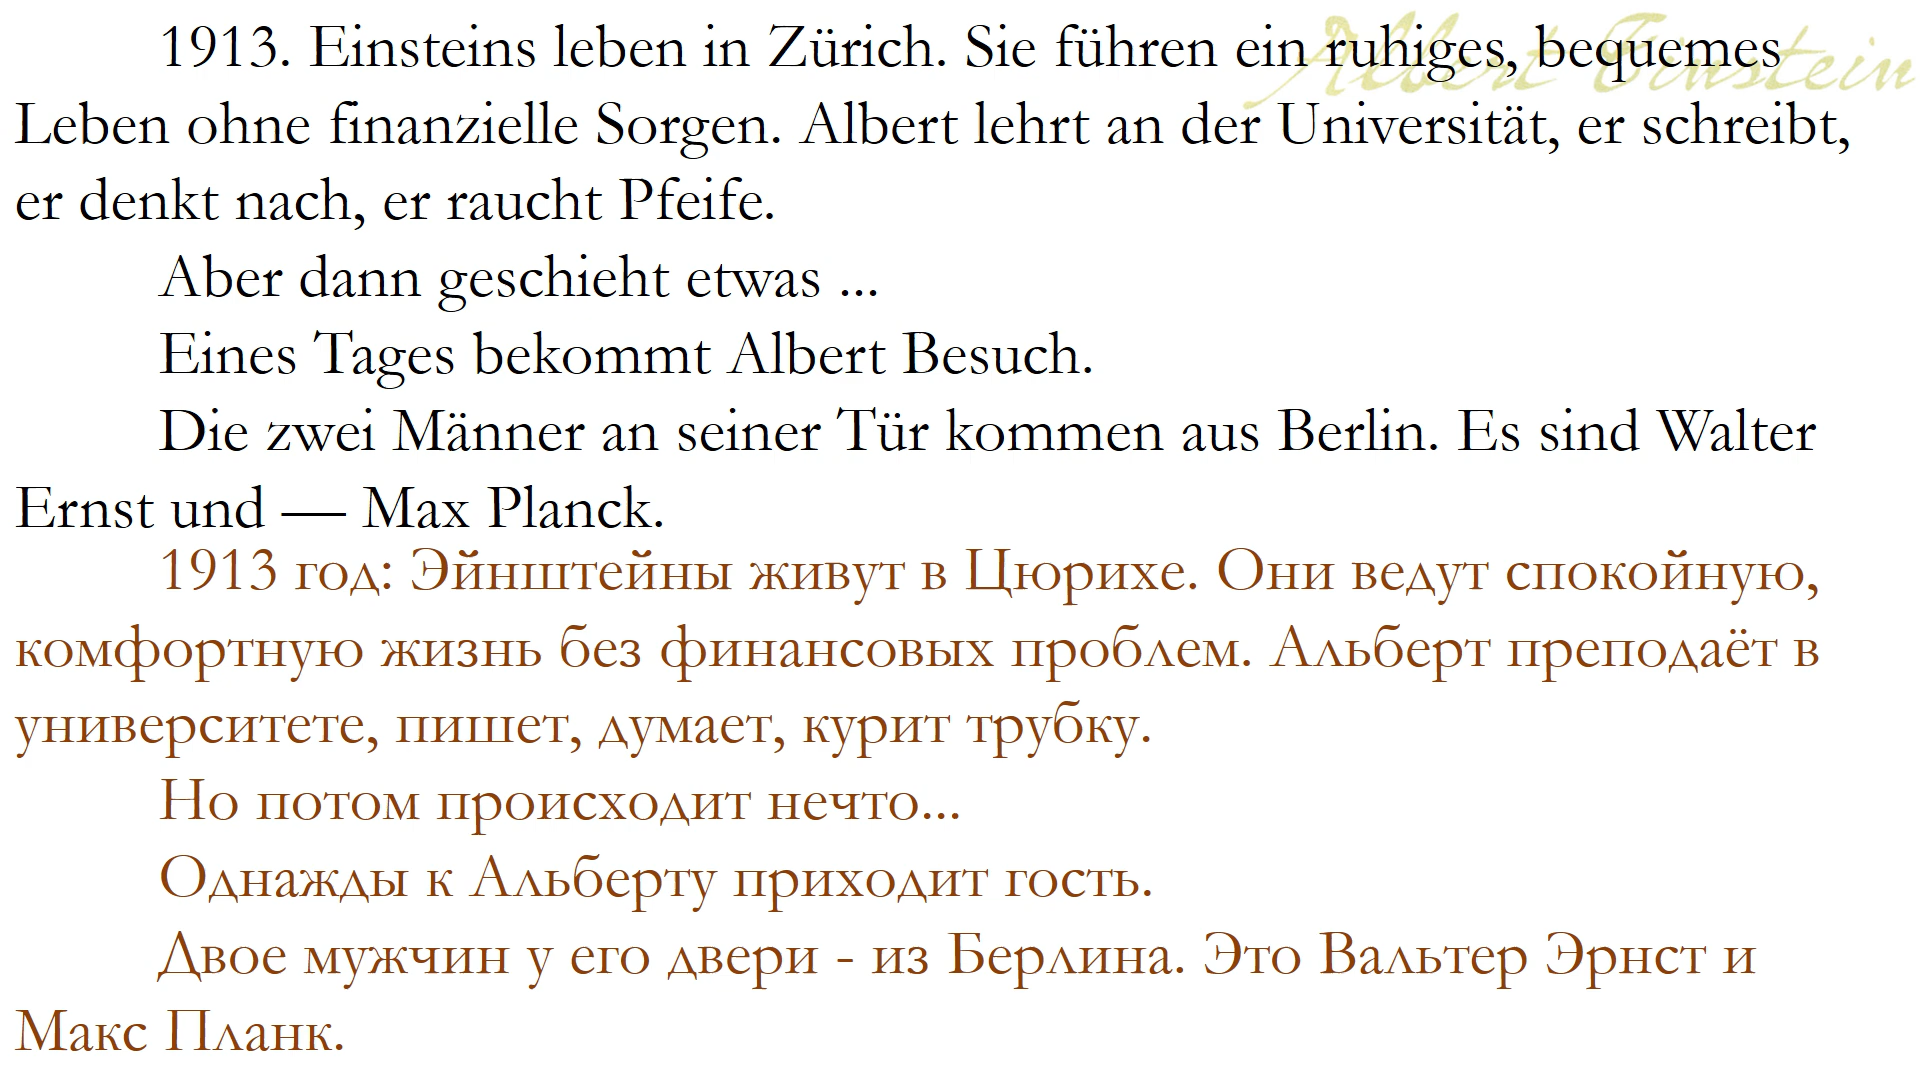 Albert Einstein
1913. Einsteins leben in Zürich. Sie führen ein ruhiges, bequemes
Leben ohne finanzielle Sorgen. Albert lehrt an der Universität, er schreibt,
er denkt nach, er raucht Pfeife.
Aber dann geschieht etwas ...
Eines Tages bekommt Albert Besuch.
Die zwei Männer an seiner Tür kommen aus Berlin. Es sind Walter
Ernst und — Max Planck.
1913 год: Эйнштейны живут в Цюрихе. Они ведут спокойную,
комфортную жизнь без финансовых проблем. Альберт преподаёт в
университете, пишет, думает, курит трубку.
Но потом происходит нечто...
Однажды к Альберту приходит гость.
Двое мужчин у его двери - из Берлина. Это Вальтер Эрнст и
Макс Планк.